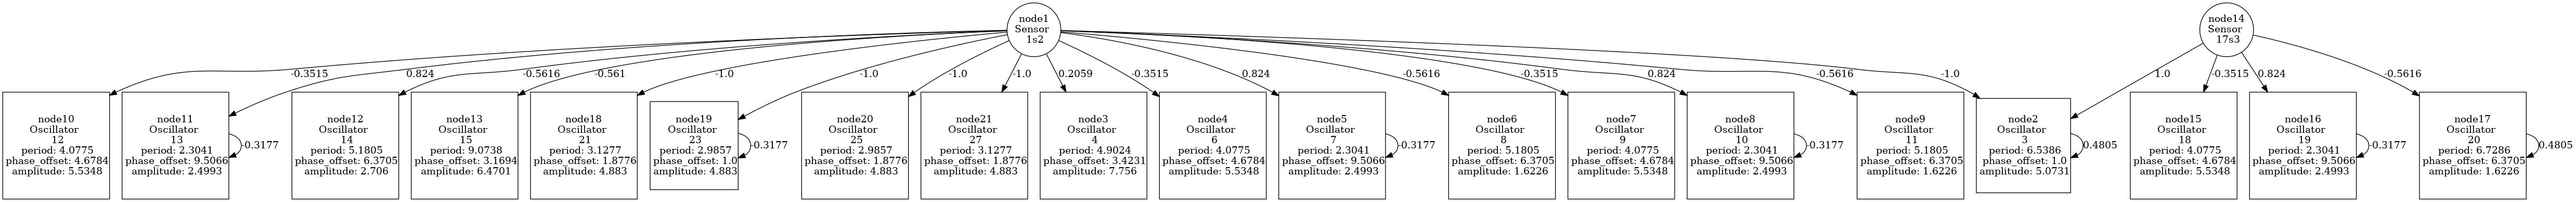 node1
Sensor
1s2
node14
Sensor
17s3
-0.3515
0.824
-0.5616
-0.561
-1.0
-1.0
-1.0
-1.0
0.2059
-0.3515
0.824
-0.5616
-0.3515
0.824
-0.5616
-1.0
1.0
-0.3515
0.824
-0.5616
node10
Oscillator
12
period: 4.0775
phase_offset: 4.6784
amplitude: 5.5348
node11
Oscillator
13
period: 2.3041
phase_offset: 9.5066
amplitude: 2.4993
-0.3177
node12
Oscillator
14
period: 5.1805
phase_offset: 6.3705
amplitude: 2.706
node13
Oscillator
15
period: 9.0738
phase_offset: 3.1694
amplitude: 6.4701
node18
Oscillator
21
period: 3.1277
phase_offset: 1.8776
amplitude: 4.883
node19
Oscillator
23
period: 2.9857
phase_offset: 1.0
amplitude: 4.883
-0.3177
node20
Oscillator
25
period: 2.9857
phase_offset: 1.8776
amplitude: 4.883
node21
Oscillator
27
period: 3.1277
phase_offset: 1.8776
amplitude: 4.883
node3
Oscillator
4
period: 4.9024
phase_offset: 3.4231
amplitude: 7.756
node4
Oscillator
6
period: 4.0775
phase_offset: 4.6784
amplitude: 5.5348
node5
Oscillator
7
period: 2.3041
phase_offset: 9.5066
amplitude: 2.4993
-0.3177
node6
Oscillator
8
period: 5.1805
phase_offset: 6.3705
amplitude: 1.6226
node7
Oscillator
9
period: 4.0775
phase_offset: 4.6784
amplitude: 5.5348
node8
Oscillator
10
period: 2.3041
phase_offset: 9.5066
amplitude: 2.4993
-0.3177
node9
Oscillator
11
period: 5.1805
phase_offset: 6.3705
amplitude: 1.6226
node2
Oscillator
3
period: 6.5386
phase_offset: 1.0
amplitude: 5.0731
0.4805
node15
Oscillator
18
period: 4.0775
phase_offset: 4.6784
amplitude: 5.5348
node16
Oscillator
19
period: 2.3041
phase_offset: 9.5066
amplitude: 2.4993
-0.3177
node17
Oscillator
20
period: 6.7286
phase_offset: 6.3705
amplitude: 1.6226
0.4805